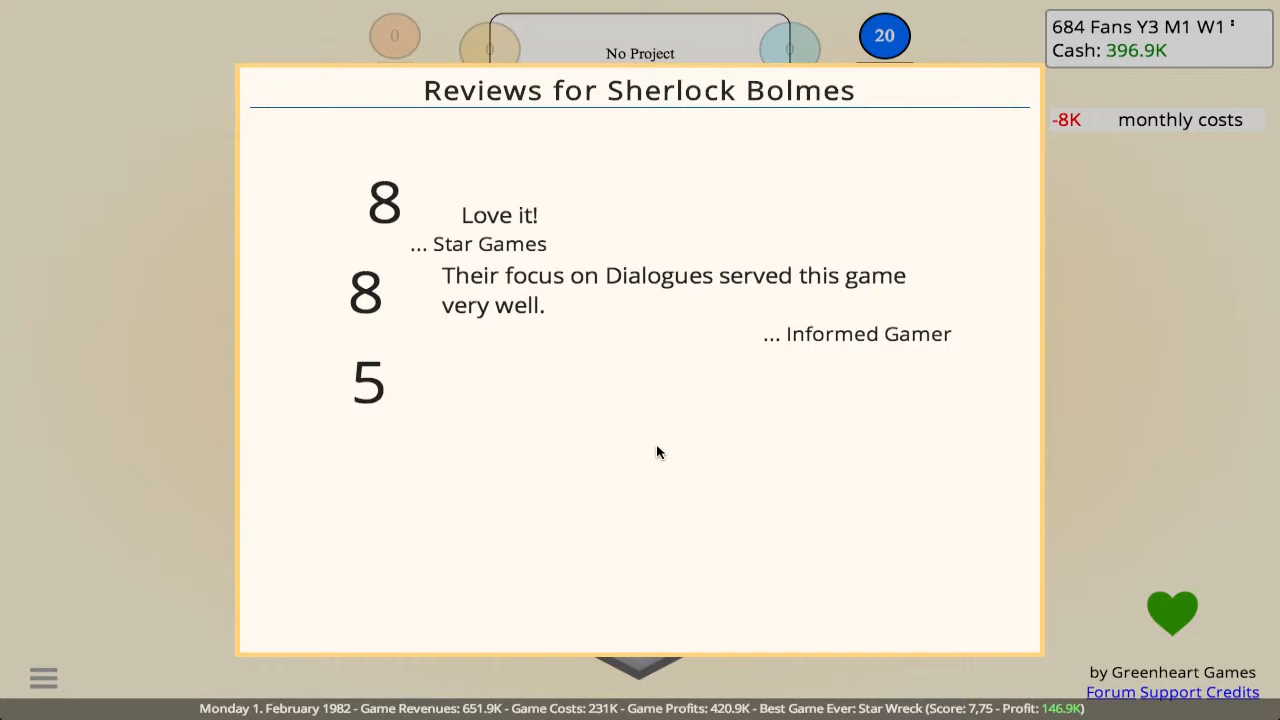 0
0
No Project
0
20
684 Fans Y3 M1 W1
Cash: 396.9K
-8K monthly costs
Reviews for Sherlock Bolmes
8 Love it!
... Star Games
8 Their focus on Dialogues served this game
very well.
... Informed Gamer
5
by Greenheart Games
Forum Support Credits
Monday 1. February 1982 - Game Revenues: 651.9K - Game Costs: 231K - Game Profits: 420.9K - Best Game Ever: Star Wreck (Score: 7,75 - Profit: 146.9K)